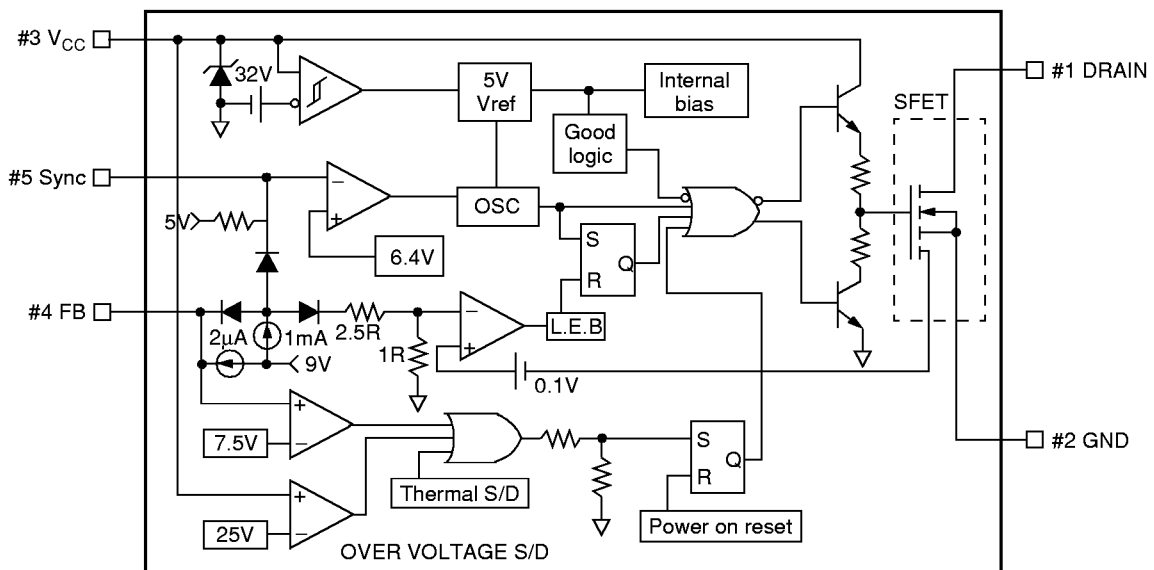 #3 VCC
32V
5V
Vref
Internal
bias
Good
logic
#1 DRAIN
SFET
#5 Sync
−
+
OSC
5V
6.4V
S
R
Q
#4 FB
2μA
1mA
2.5R
1R
9V
−
+
L.E.B
0.1V
+
−
7.5V
Thermal S/D
S
R
Q
#2 GND
+
−
25V
Power on reset
OVER VOLTAGE S/D